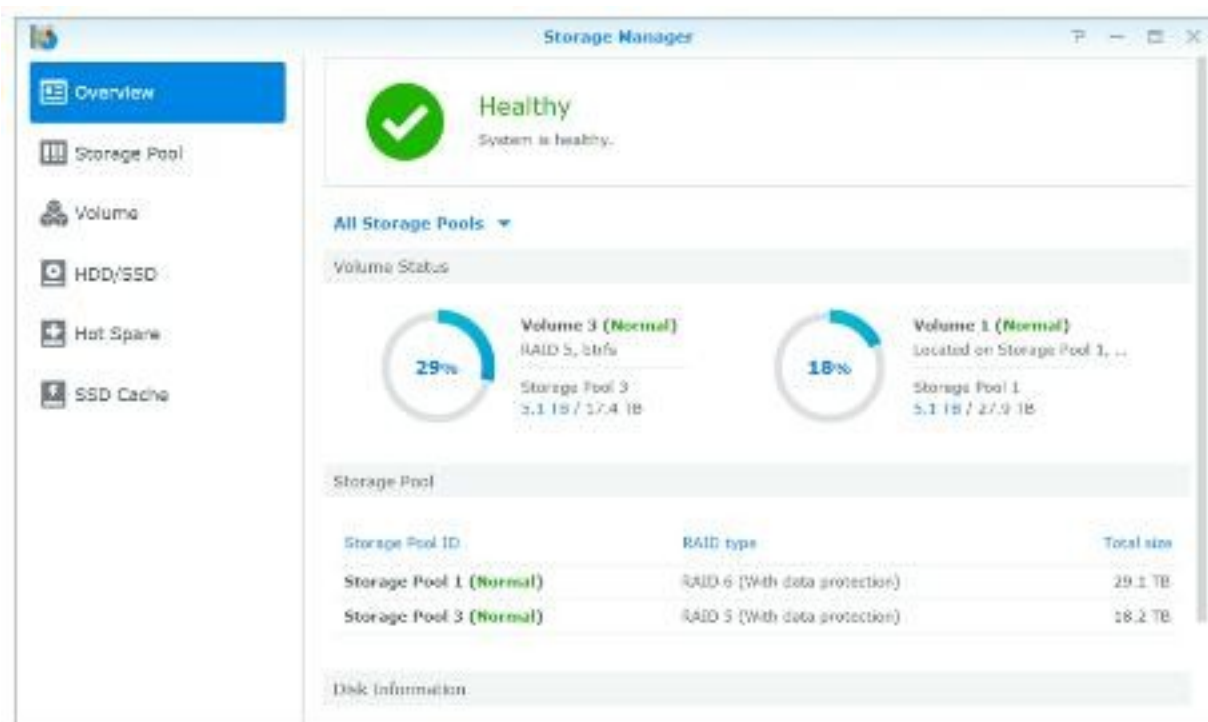 Storage Manager
Overview
Storage Pool
Volume
HDD/SSD
Hot Spare
SSD Cache
Healthy
System is healthy.
All Storage Pools
Volume Status
29%
Volume 3 (Normal)
RAID 5, btrfs
Storage Pool 3
5.1 TB / 17.4 TB
18%
Volume 1 (Normal)
Located on Storage Pool 1, ...
Storage Pool 1
5.1 TB / 27.9 TB
Storage Pool
Storage Pool ID RAID type Total size
Storage Pool 1 (Normal) RAID 6 (With data protection) 29.1 TB
Storage Pool 3 (Normal) RAID 5 (With data protection) 18.2 TB
Disk Information